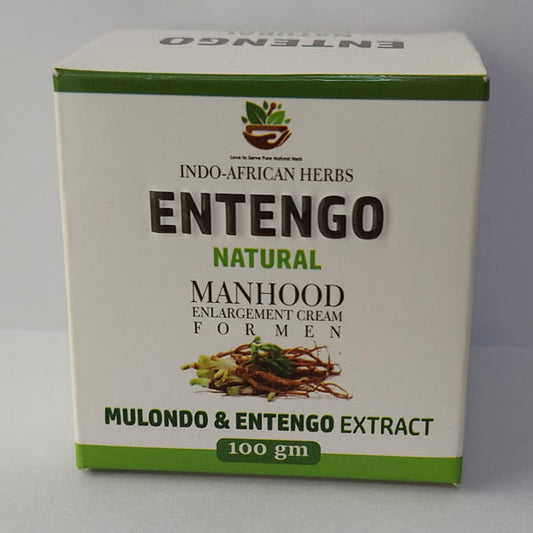 ENTENGO
NATURAL
Love to Serve Pure Natural Herb
INDO-AFRICAN HERBS
ENTENGO
NATURAL
MANHOOD
ENLARGEMENT CREAM
FOR MEN
MULONDO & ENTENGO EXTRACT
100 gm